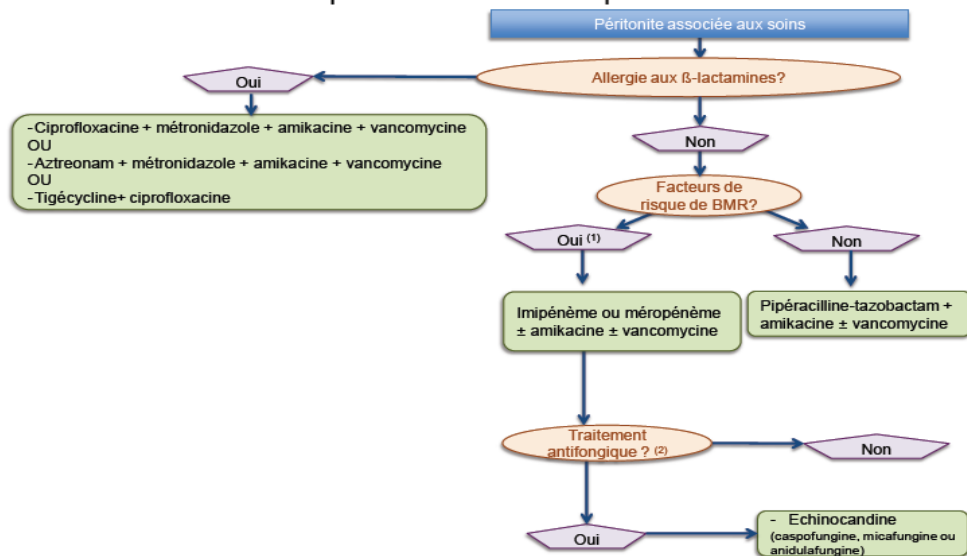 Péritonite associée aux soins
Allergie aux ß-lactamines?
Oui
Non
- Ciprofloxacine + métronidazole + amikacine + vancomycine
OU
- Aztreonam + métronidazole + amikacine + vancomycine
OU
- Tigécycline+ ciprofloxacine
Facteurs de
risque de BMR?
Oui (1)
Non
Imipénème ou méropénème
± amikacine ± vancomycine
Pipéracilline-tazobactam +
amikacine ± vancomycine
Traitement
antifongique ? (2)
Non
Oui
- Echinocandine
(caspofungine, micafungine ou
anidulafungine)